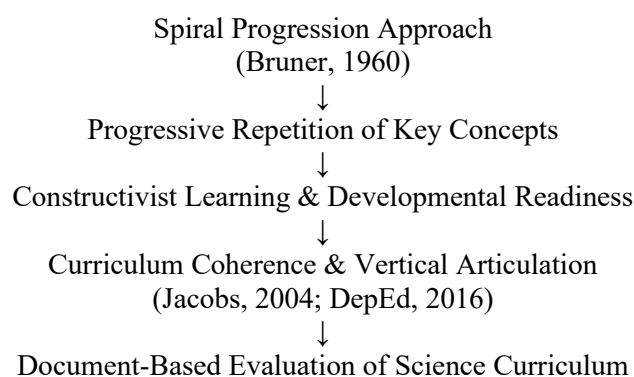 Spiral Progression Approach
(Bruner, 1960)
↓
Progressive Repetition of Key Concepts
↓
Constructivist Learning & Developmental Readiness
↓
Curriculum Coherence & Vertical Articulation
(Jacobs, 2004; DepEd, 2016)
↓
Document-Based Evaluation of Science Curriculum